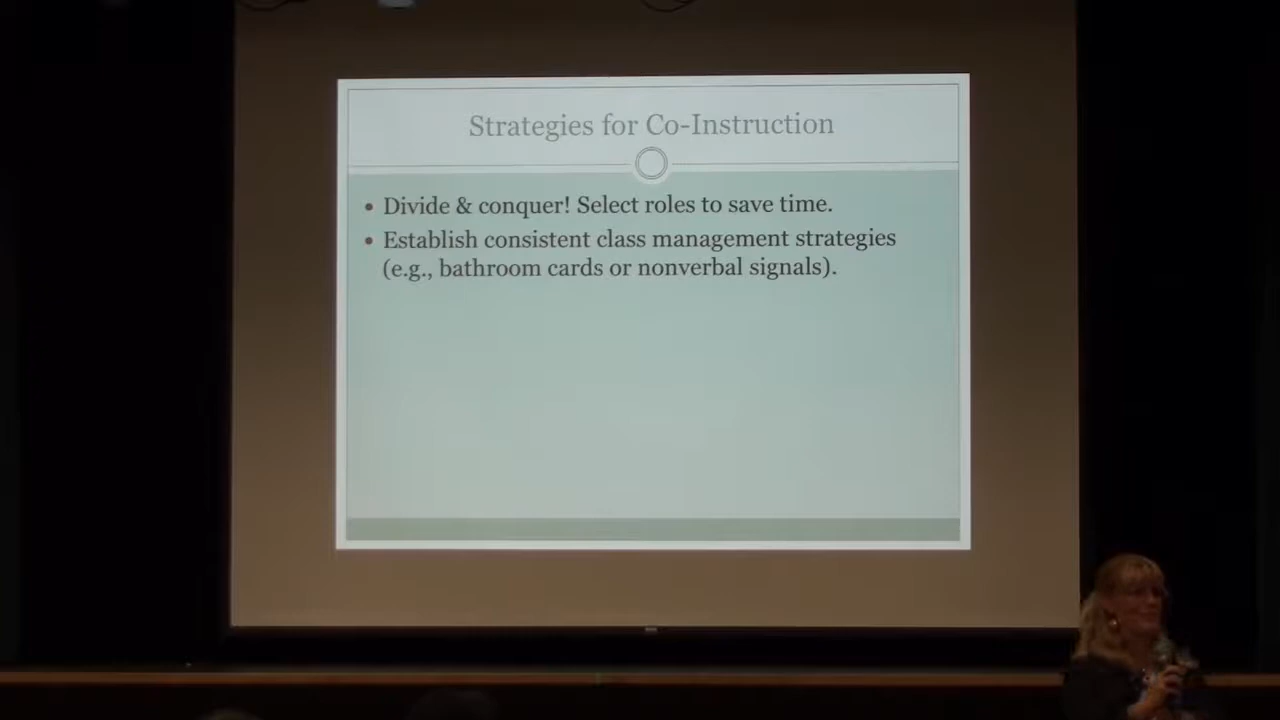 Strategies for Co-Instruction
• Divide & conquer! Select roles to save time.
• Establish consistent class management strategies
(e.g., bathroom cards or nonverbal signals).